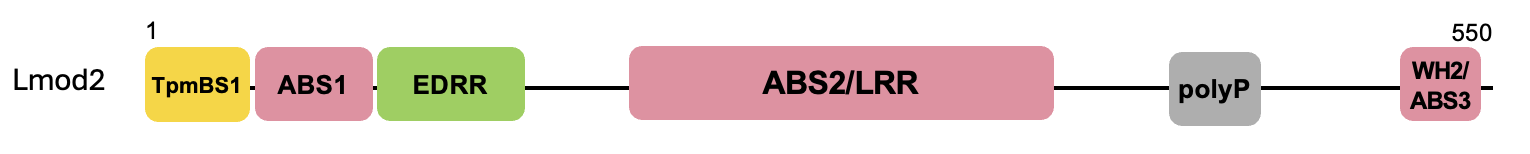 1
550
Lmod2
TpmBS1
ABS1
EDRR
ABS2/LRR
polyP
WH2/
ABS3